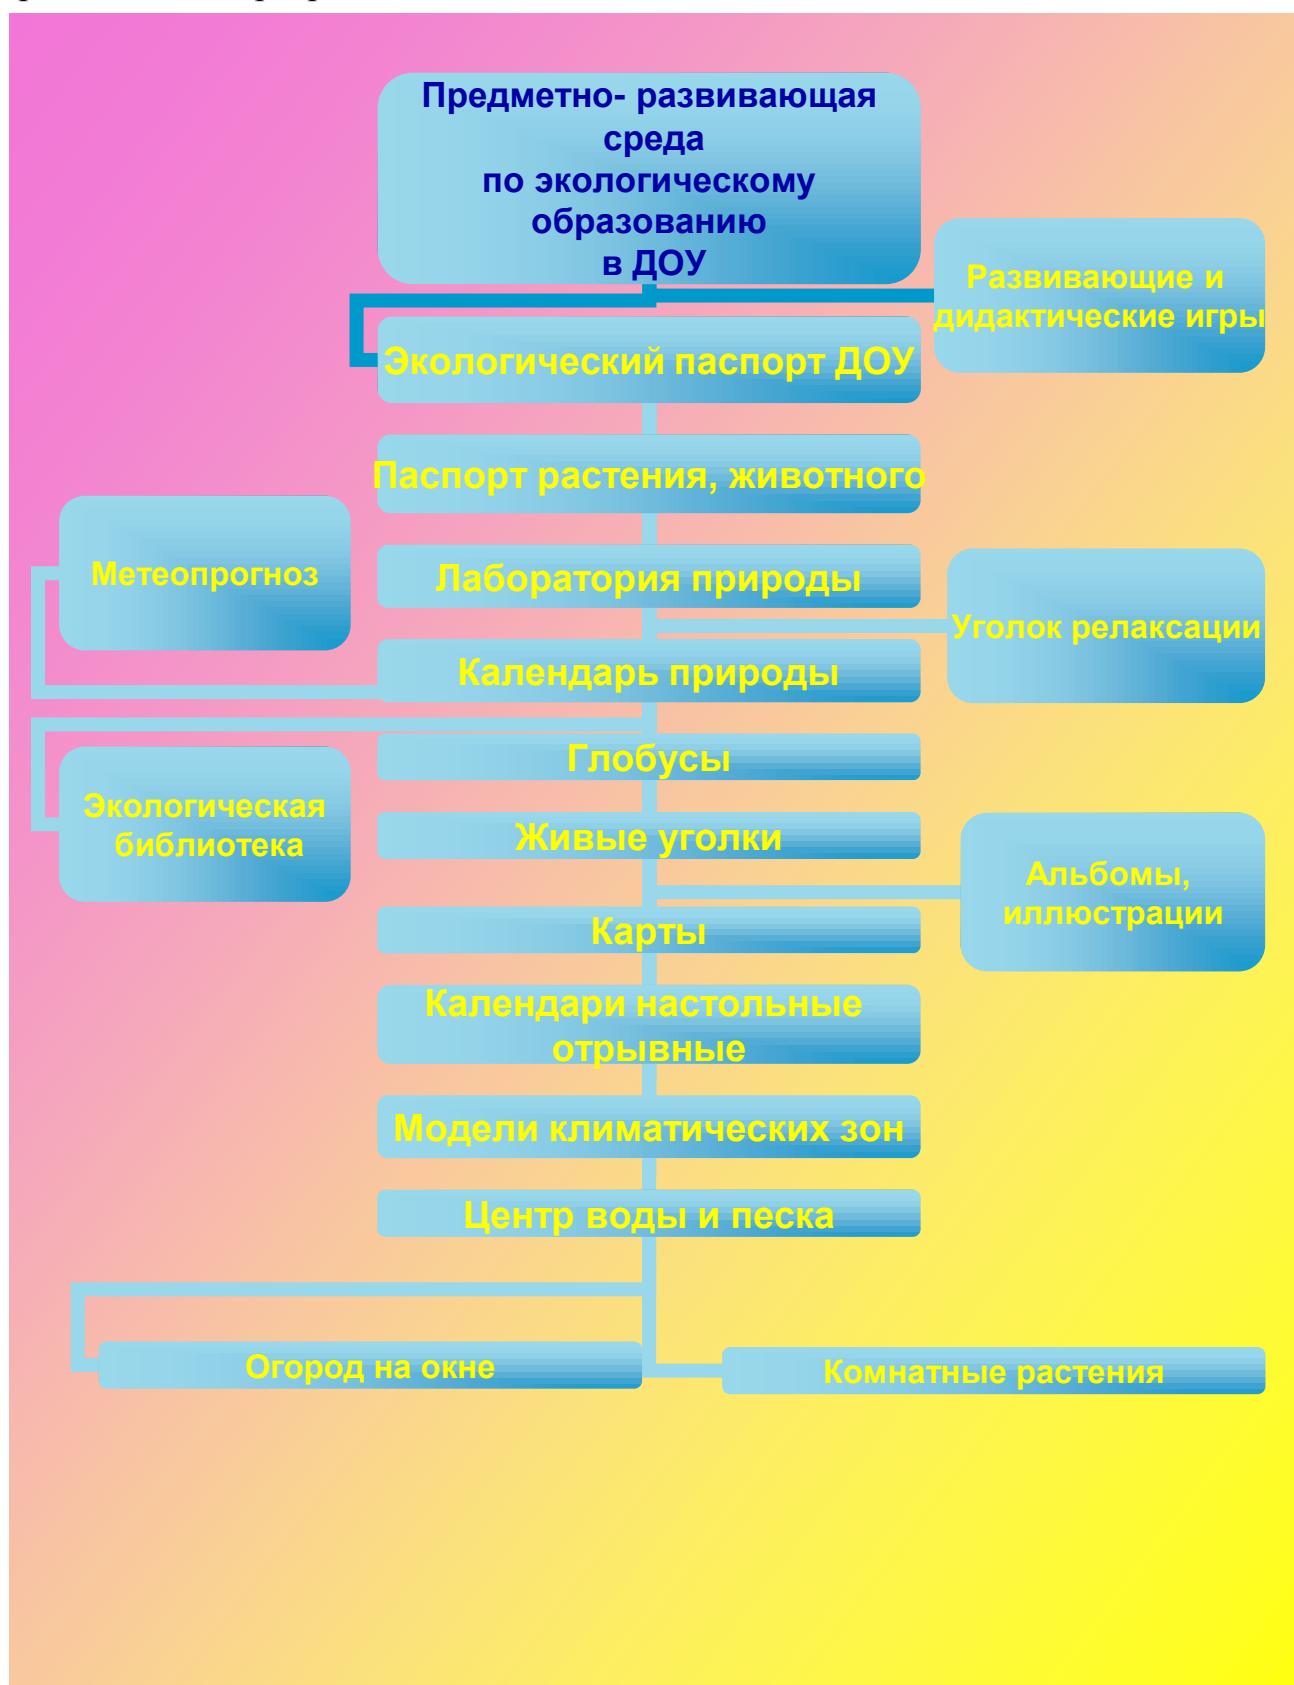 Предметно- развивающая
среда
по экологическому
образованию
в ДОУ
Развивающие и
дидактические игры
Экологический паспорт ДОУ
Паспорт растения, животного
Метеопрогноз
Лаборатория природы
Уголок релаксации
Календарь природы
Глобусы
Экологическая
библиотека
Живые уголки
Альбомы,
иллюстрации
Карты
Календари настольные
отрывные
Модели климатических зон
Центр воды и песка
Огород на окне
Комнатные растения